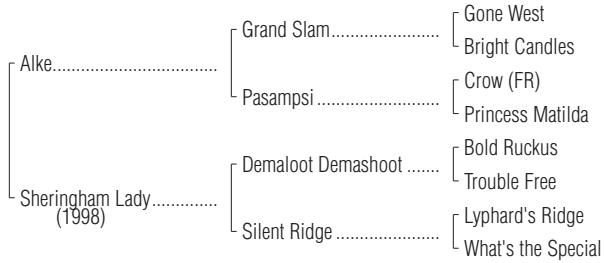 Gone West
Grand Slam.........................
Bright Candles
Alke.................................
Crow (FR)
Pasampsi ............................
Princess Matilda
Bold Ruckus
Demaloot Demashoot .......
Trouble Free
Sheringham Lady.............
(1998)
Lyphard's Ridge
Silent Ridge ........................
What's the Special